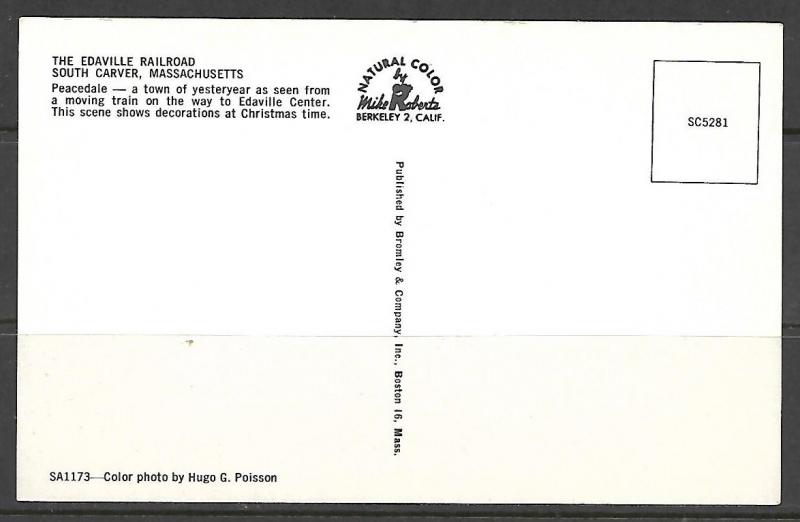 THE EDAVILLE RAILROAD
SOUTH CARVER, MASSACHUSETTS
Peacedale — a town of yesteryear as seen from
a moving train on the way to Edaville Center.
This scene shows decorations at Christmas time.
NATURAL COLOR
by
Mike Roberts
BERKELEY 2, CALIF.
SC5281
Published by Bromley & Company, Inc., Boston 16, Mass.
SA1173—Color photo by Hugo G. Poisson